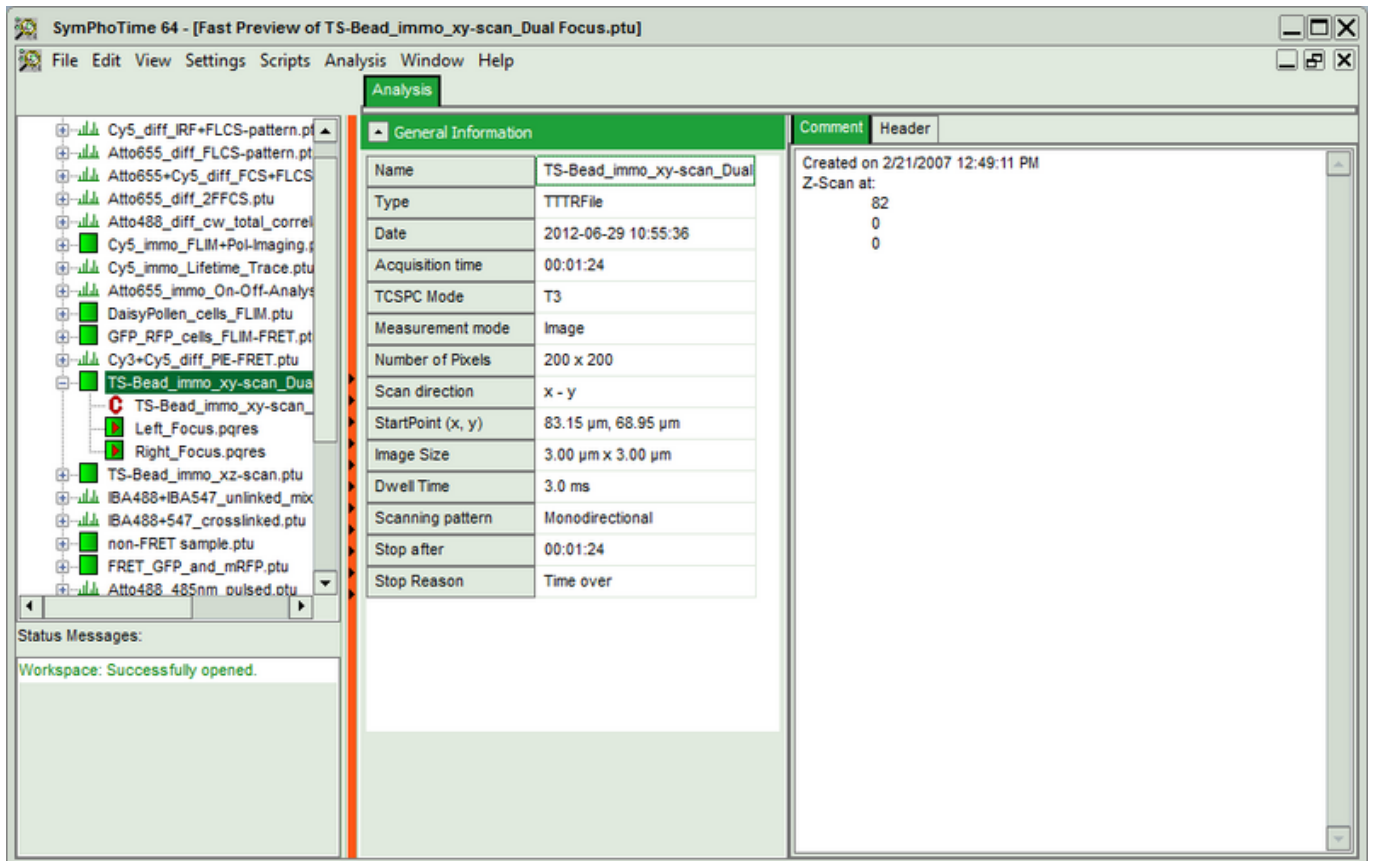 SymPhoTime 64 - [Fast Preview of TS-Bead_immo_xy-scan_Dual Focus.ptu]
File Edit View Settings Scripts Analysis Window Help
Analysis
Cy5_diff_IRF+FLCS-pattern.pt
Atto655_diff_FLCS-pattern.pt
Atto655+Cy5_diff_FCS+FLCS
Atto655_diff_2FFCS.ptu
Atto488_diff_cw_total_correl
Cy5_immo_FLIM+Pol-Imaging.p
Cy5_immo_Lifetime_Trace.ptu
Atto655_immo_On-Off-Analys
DaisyPollen_cells_FLIM.ptu
GFP_RFP_cells_FLIM-FRET.pt
Cy3+Cy5_diff_PIE-FRET.ptu
TS-Bead_immo_xy-scan_Dua
C TS-Bead_immo_xy-scan_
Left_Focus.pqres
Right_Focus.pqres
TS-Bead_immo_xz-scan.ptu
IBA488+IBA547_unlinked_mix
IBA488+547_crosslinked.ptu
non-FRET sample.ptu
FRET_GFP_and_mRFP.ptu
Atto488_485nm_pulsed.ptu
Status Messages:
Workspace: Successfully opened.
General Information
Name TS-Bead_immo_xy-scan_Dual
Type TTTRFile
Date 2012-06-29 10:55:36
Acquisition time 00:01:24
TCSPC Mode T3
Measurement mode Image
Number of Pixels 200 x 200
Scan direction x - y
StartPoint (x, y) 83.15 µm, 68.95 µm
Image Size 3.00 µm x 3.00 µm
Dwell Time 3.0 ms
Scanning pattern Monodirectional
Stop after 00:01:24
Stop Reason Time over
Comment Header
Created on 2/21/2007 12:49:11 PM
Z-Scan at:
82
0
0